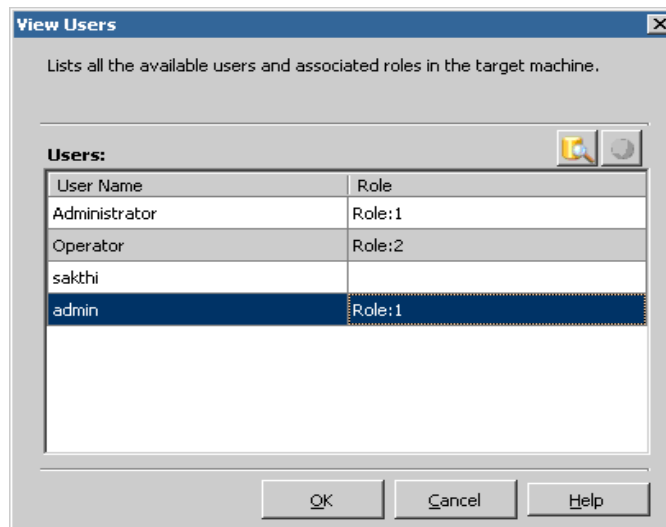 View Users
Lists all the available users and associated roles in the target machine.
Users:
User Name Role
Administrator Role:1
Operator Role:2
sakthi
admin Role:1
OK Cancel Help